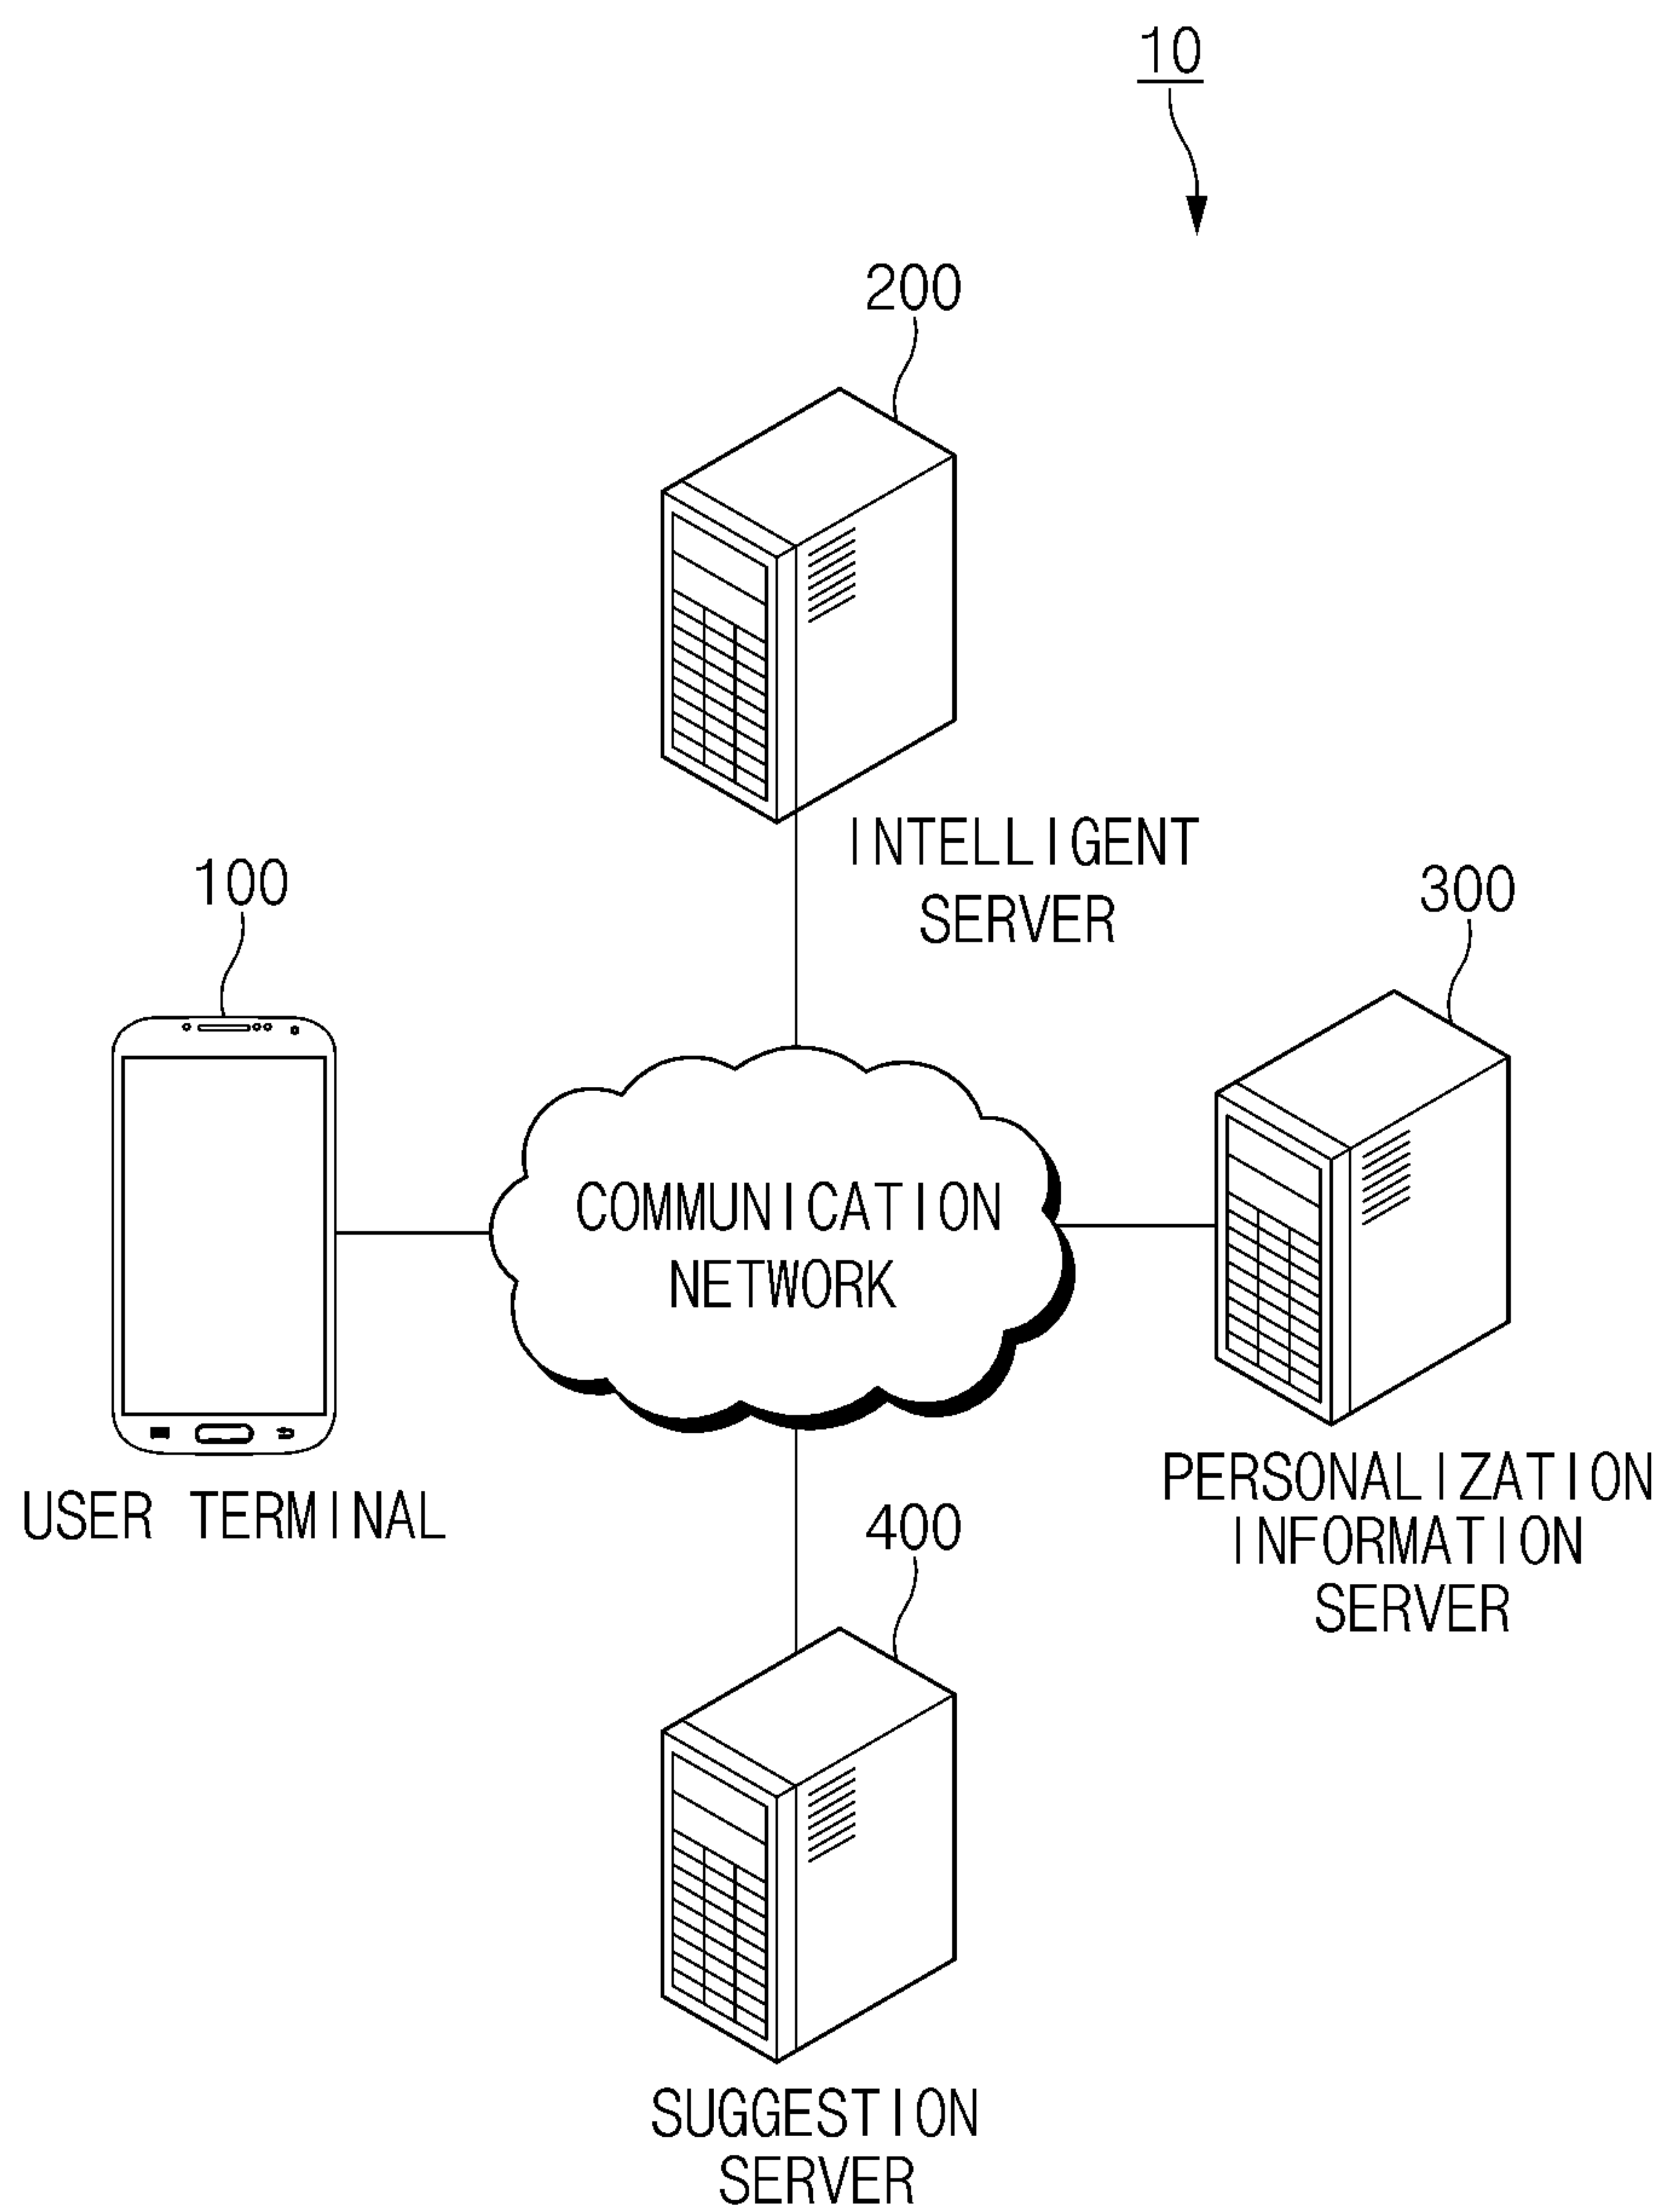 10
200
INTELLIGENT
SERVER
100
300
COMMUNICATION
NETWORK
USER TERMINAL
PERSONALIZATION
INFORMATION
SERVER
400
SUGGESTION
SERVER